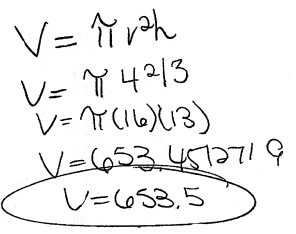 V = πr²h
V = π 4²13
V = π(16)(13)
V = 653.4512719
V = 653.5